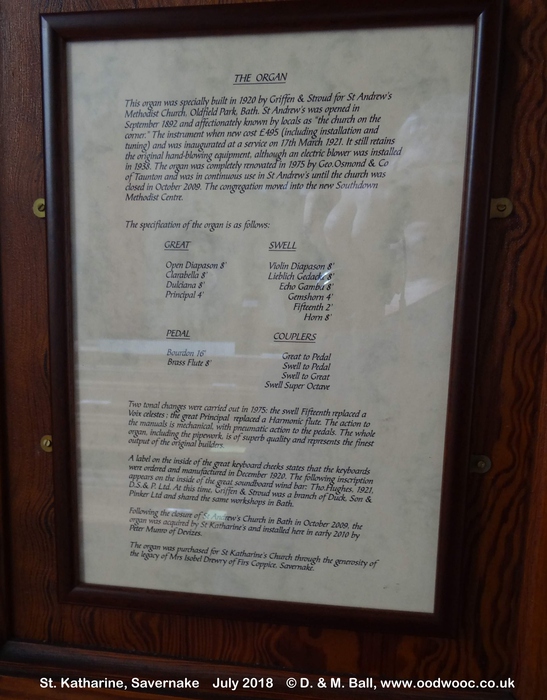 THE ORGAN
This organ was specially built in 1920 by Griffen & Stroud for St Andrew's
Methodist Church, Oldfield Park, Bath. St Andrew's was opened in
September 1892 and affectionately known by locals as "the church on the
corner." The instrument when new cost £495 (including installation and
tuning) and was inaugurated at a service on 17th March 1921. It still retains
the original hand-blowing equipment, although an electric blower was installed
in 1938. The organ was completely renovated in 1975 by Geo.Osmond & Co
of Taunton and was in continuous use in St Andrew's until the church was
closed in October 2009. The congregation moved into the new Southdown
Methodist Centre.
The specification of the organ is as follows:
GREAT
Open Diapason 8'
Clarabella 8'
Dulciana 8'
Principal 4'
SWELL
Violin Diapason 8'
Lieblich Gedackt 8'
Echo Gamba 8'
Gemshorn 4'
Fifteenth 2'
Horn 8'
PEDAL
Bourdon 16'
Brass Flute 8'
COUPLERS
Great to Pedal
Swell to Pedal
Swell to Great
Swell Super Octave
Two tonal changes were carried out in 1975: the swell Fifteenth replaced a
Voix celestes; the great Principal replaced a Harmonic flute. The action to
the manuals is mechanical, with pneumatic action to the pedals. The whole
organ, including the pipework, is of superb quality and represents the finest
output of the original builders.
A label on the inside of the great keyboard cheeks states that the keyboards
were ordered and manufactured in December 1920. The following inscription
appears on the inside of the great soundboard wind bar: Tho.Hughes, 1921,
D.S.& P. Ltd. At this time, Griffen & Stroud was a branch of Duck, Son &
Pinker Ltd and shared the same workshops in Bath.
Following the closure of St Andrew's Church in Bath in October 2009, the
organ was acquired by St Katharine's and installed here in early 2010 by
Peter Munro of Devizes.
The organ was purchased for St Katharine's Church through the generosity of
the legacy of Mrs Isobel Drewry of Firs Coppice, Savernake.
St. Katharine, Savernake July 2018 © D. & M. Ball, www.oodwooc.co.uk